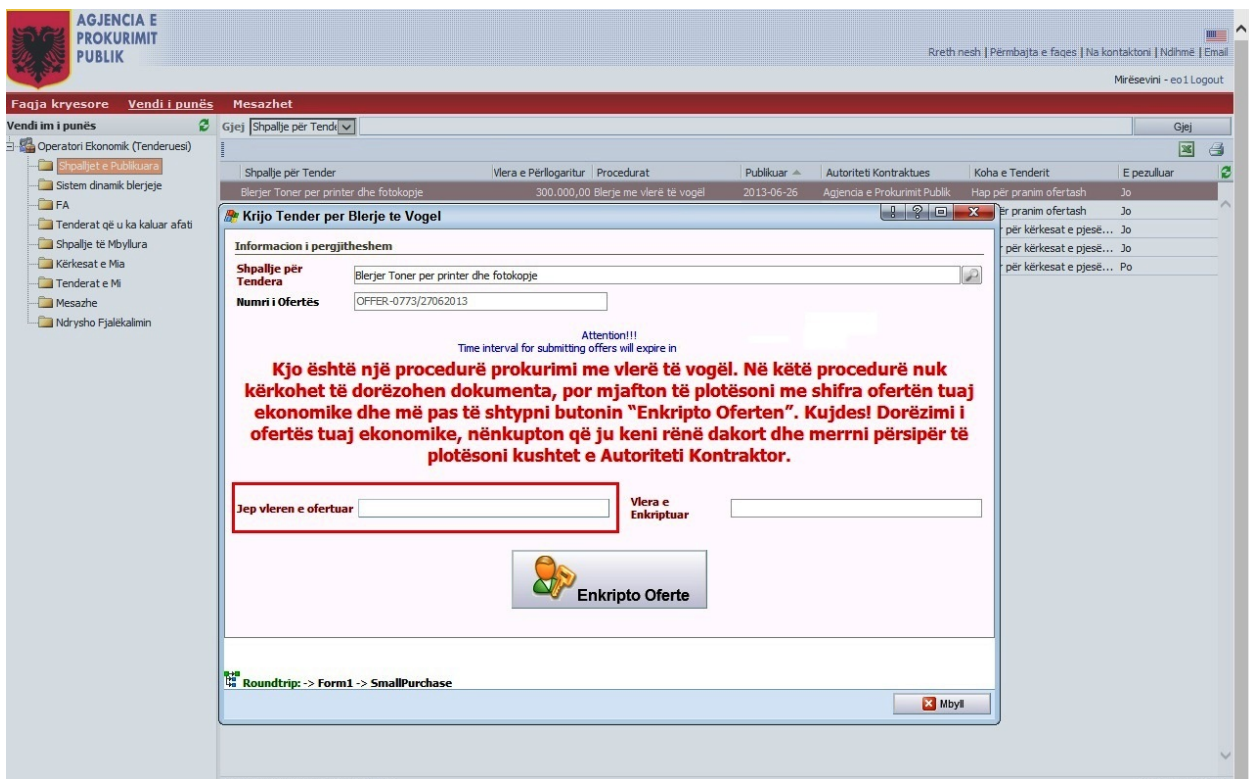 AGJENCIA E
PROKURIMIT
PUBLIK
Rreth nesh | Përmbajta e faqes | Na kontaktoni | Ndihmë | Email
Mirësevini - eo1 Logout
Faqja kryesore Vendi i punës Mesazhet
Vendi im i punës
Gjej Shpallje për Tende Gjej
Operatori Ekonomik (Tenderuesi)
Shpalljet e Publikuara
Sistem dinamik blerjeje
FA
Tenderat që u ka kaluar afati
Shpallje të Mbyllura
Kërkesat e Mia
Tenderat e Mi
Mesazhe
Ndrysho Fjalëkalimin
Shpallje për Tender Vlera e Përllogaritur Procedurat Publikuar Autoriteti Kontraktues Koha e Tenderit E pezulluar
Blerjer Toner per printer dhe fotokopje 300.000,00 Blerje me vlerë të vogël 2013-06-26 Agjencia e Prokurimit Publik Hap për pranim ofertash Jo
ër pranim ofertash Jo
për kërkesat e pjesë... Jo
për kërkesat e pjesë... Jo
për kërkesat e pjesë... Po
Krijo Tender per Blerje te Vogel
Informacion i pergjitheshem
Shpallje për
Tendera
Blerjer Toner per printer dhe fotokopje
Numri i Ofertës OFFER-0773/27062013
Attention!!!
Time interval for submitting offers will expire in
Kjo është një procedurë prokurimi me vlerë të vogël. Në këtë procedurë nuk
kërkohet të dorëzohen dokumenta, por mjafton të plotësoni me shifra ofertën tuaj
ekonomike dhe më pas të shtypni butonin “Enkripto Oferten”. Kujdes! Dorëzimi i
ofertës tuaj ekonomike, nënkupton që ju keni rënë dakort dhe merrni përsipër të
plotësoni kushtet e Autoriteti Kontraktor.
Jep vleren e ofertuar
Vlera e
Enkriptuar
Enkripto Oferte
Roundtrip: -> Form1 -> SmallPurchase
Mbyll